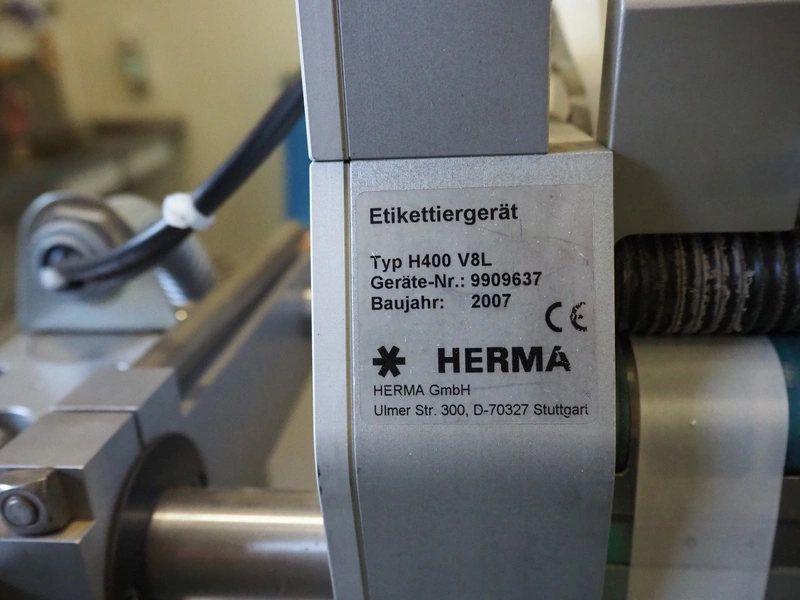 Etikettiergerät
Typ H400 V8L
Geräte-Nr.: 9909637
Baujahr: 2007
CE
HERMA
HERMA GmbH
Ulmer Str. 300, D-70327 Stuttgart